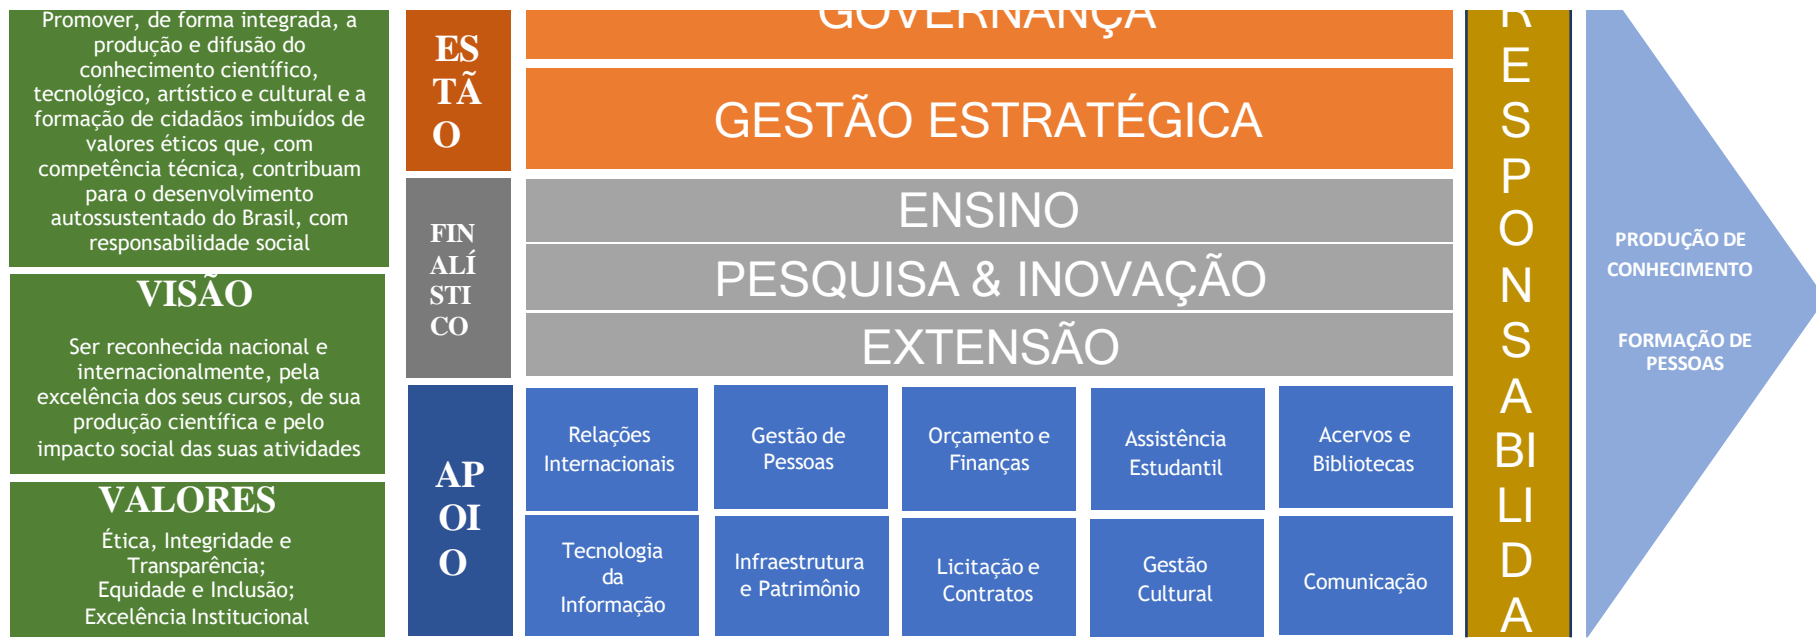 Promover, de forma integrada, a
produção e difusão do
conhecimento científico,
tecnológico, artístico e cultural e a
formação de cidadãos imbuídos de
valores éticos que, com
competência técnica, contribuam
para o desenvolvimento
autossustentado do Brasil, com
responsabilidade social
VISÃO
Ser reconhecida nacional e
internacionalmente, pela
excelência dos seus cursos, de sua
produção científica e pelo
impacto social das suas atividades
VALORES
Ética, Integridade e
Transparência;
Equidade e Inclusão;
Excelência Institucional
ES
TÃ
O
GOVERNANÇA
GESTÃO ESTRATÉGICA
FIN
ALÍ
STI
CO
ENSINO
PESQUISA & INOVAÇÃO
EXTENSÃO
AP
OI
O
Relações
Internacionais
Gestão de
Pessoas
Orçamento e
Finanças
Assistência
Estudantil
Acervos e
Bibliotecas
Tecnologia
da
Informação
Infraestrutura
e Patrimônio
Licitação e
Contratos
Gestão
Cultural
Comunicação
R
E
S
P
O
N
S
A
BI
LI
D
A
PRODUÇÃO DE
CONHECIMENTO
FORMAÇÃO DE
PESSOAS